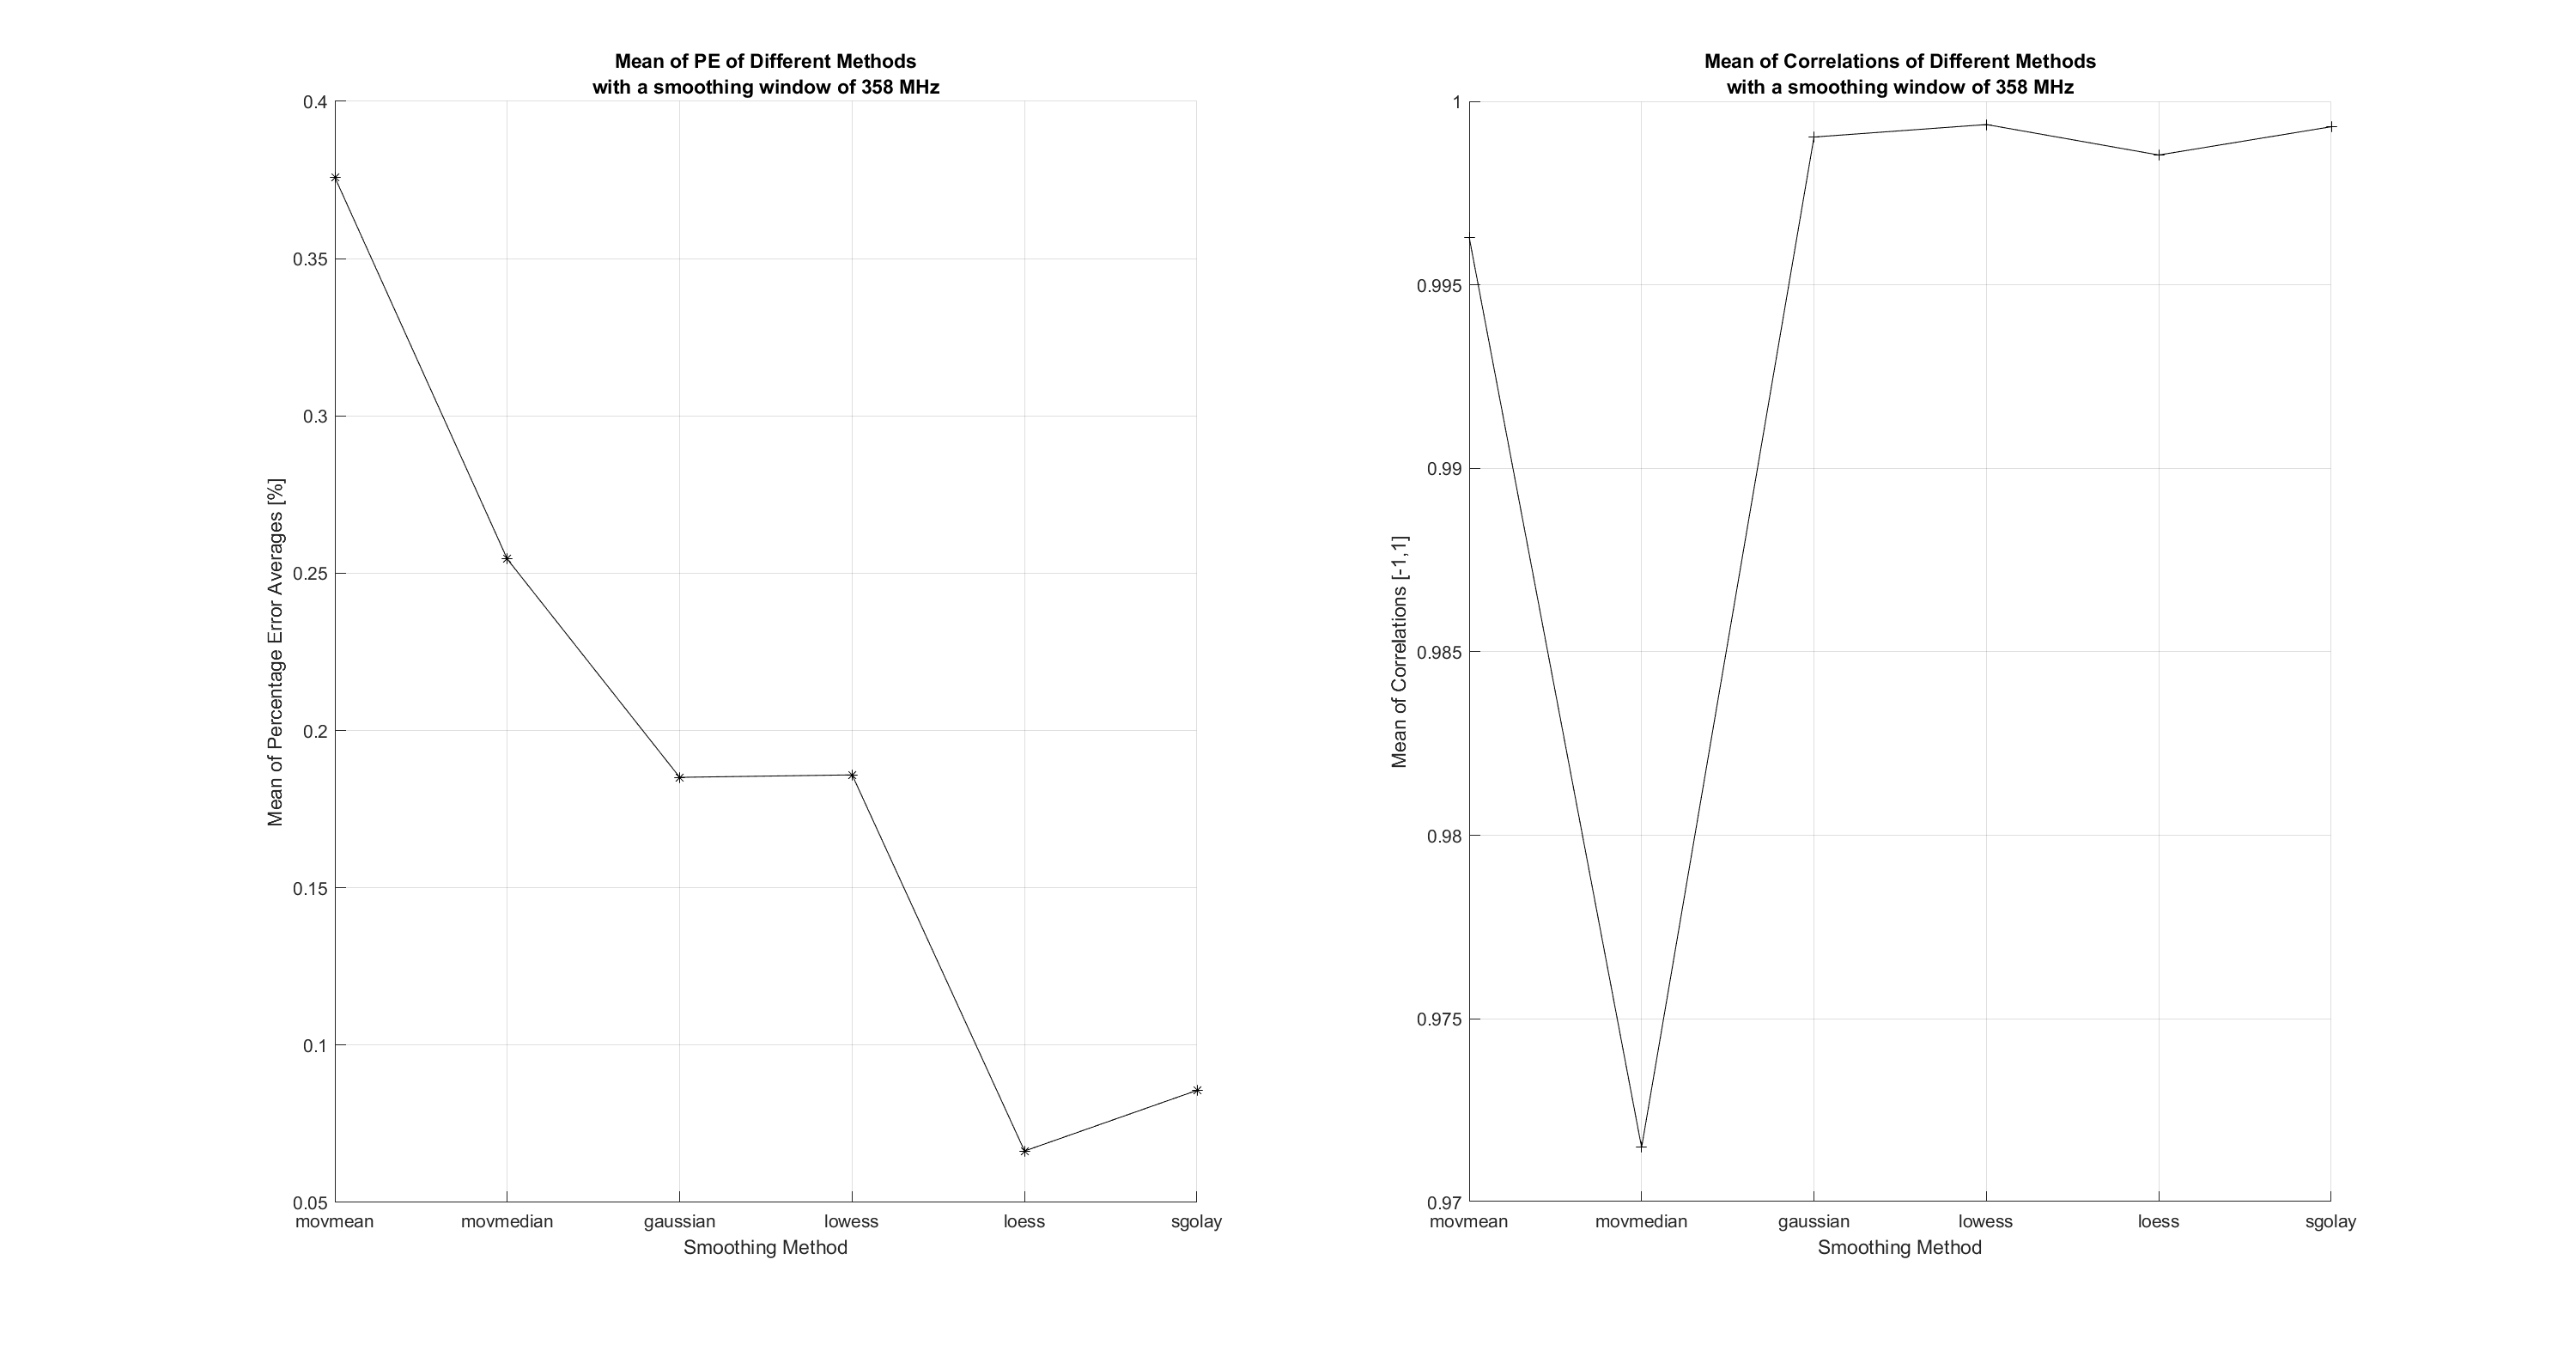 Mean of PE of Different Methods
with a smoothing window of 358 MHz
0.4
0.35
0.3
0.25
0.2
0.15
0.1
0.05
Mean of Percentage Error Averages [%]
movmean movmedian gaussian lowess loess sgolay
Smoothing Method
Mean of Correlations of Different Methods
with a smoothing window of 358 MHz
1
0.995
0.99
0.985
0.98
0.975
0.97
Mean of Correlations [-1,1]
movmean movmedian gaussian lowess loess sgolay
Smoothing Method